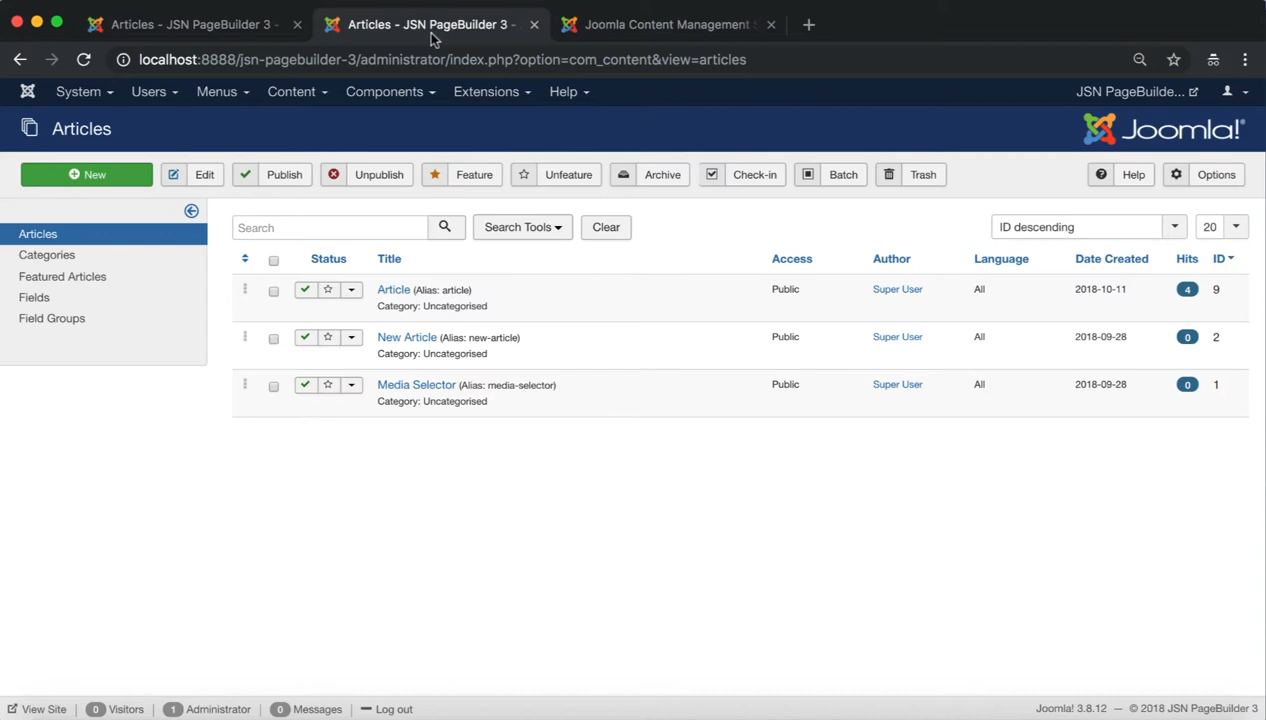 Articles - JSN PageBuilder 3 -
Articles - JSN PageBuilder 3 -
Joomla Content Management S
localhost:8888/jsn-pagebuilder-3/administrator/index.php?option=com_content&view=articles
System Users Menus Content Components Extensions Help JSN PageBuilde...
Articles
Joomla!®
New Edit Publish Unpublish Feature Unfeature Archive Check-in Batch Trash Help Options
Articles
Categories
Featured Articles
Fields
Field Groups
Search Search Tools Clear ID descending 20
Status Title Access Author Language Date Created Hits ID
Article (Alias: article) Public Super User All 2018-10-11 4 9
Category: Uncategorised
New Article (Alias: new-article) Public Super User All 2018-09-28 0 2
Category: Uncategorised
Media Selector (Alias: media-selector) Public Super User All 2018-09-28 0 1
Category: Uncategorised
View Site 0 Visitors 1 Administrator 0 Messages Log out Joomla! 3.8.12 — © 2018 JSN PageBuilder 3